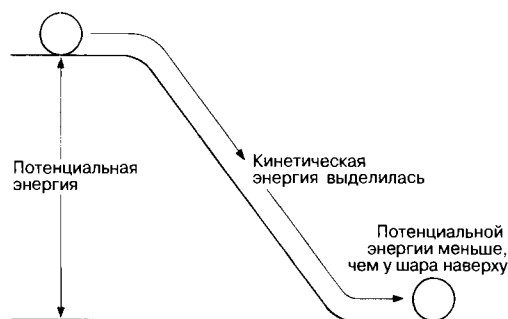 Потенциальная
энергия
Кинетическая
энергия выделилась
Потенциальной
энергии меньше,
чем у шара наверху